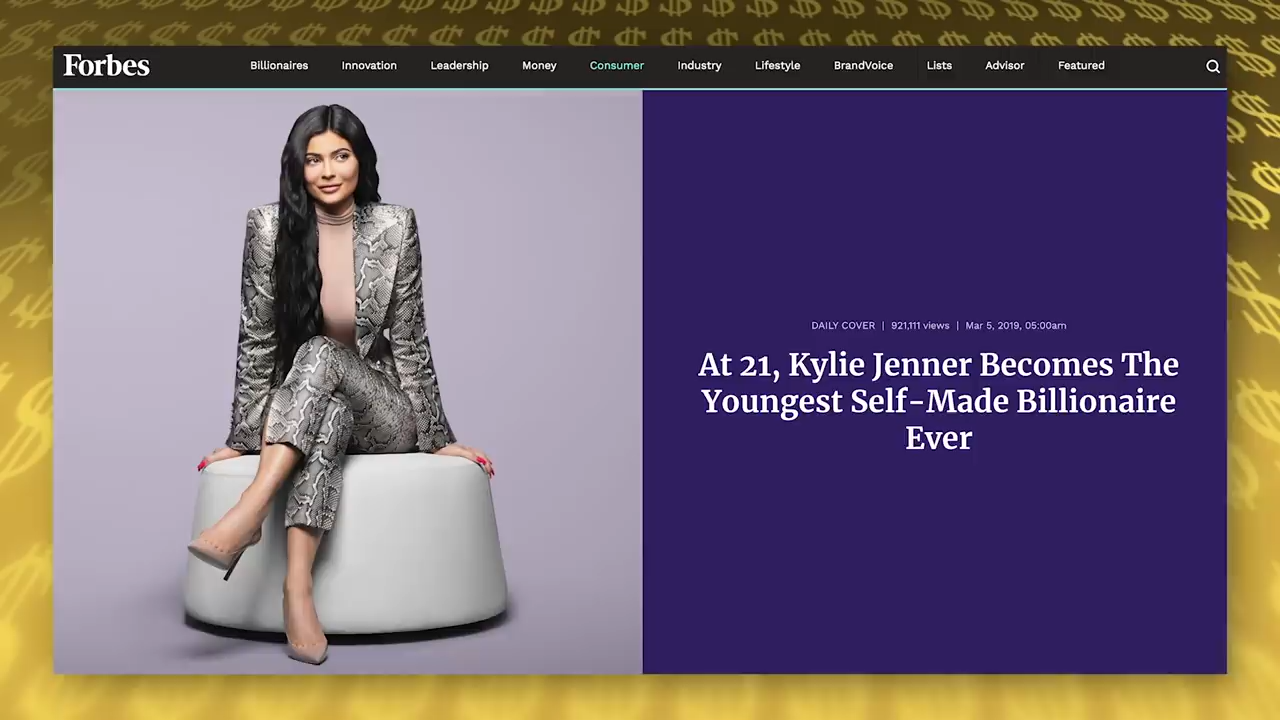 Forbes Billionaires Innovation Leadership Money Consumer Industry Lifestyle BrandVoice Lists Advisor Featured
DAILY COVER | 921,111 views | Mar 5, 2019, 05:00am
At 21, Kylie Jenner Becomes The
Youngest Self-Made Billionaire
Ever